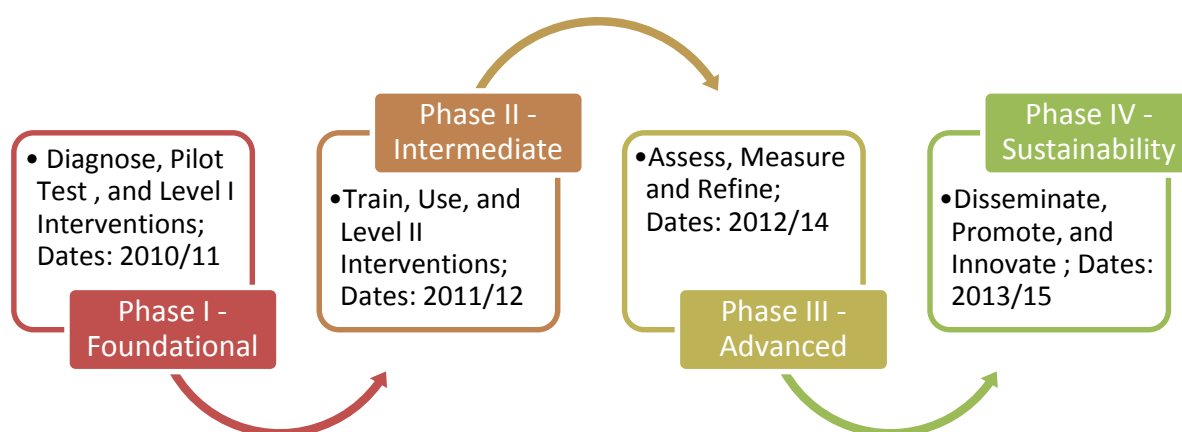 • Diagnose, Pilot
Test , and Level I
Interventions;
Dates: 2010/11
Phase I -
Foundational
Phase II -
Intermediate
•Train, Use, and
Level II
Interventions;
Dates: 2011/12
•Assess, Measure
and Refine;
Dates: 2012/14
Phase III -
Advanced
Phase IV -
Sustainability
•Disseminate,
Promote, and
Innovate ; Dates:
2013/15